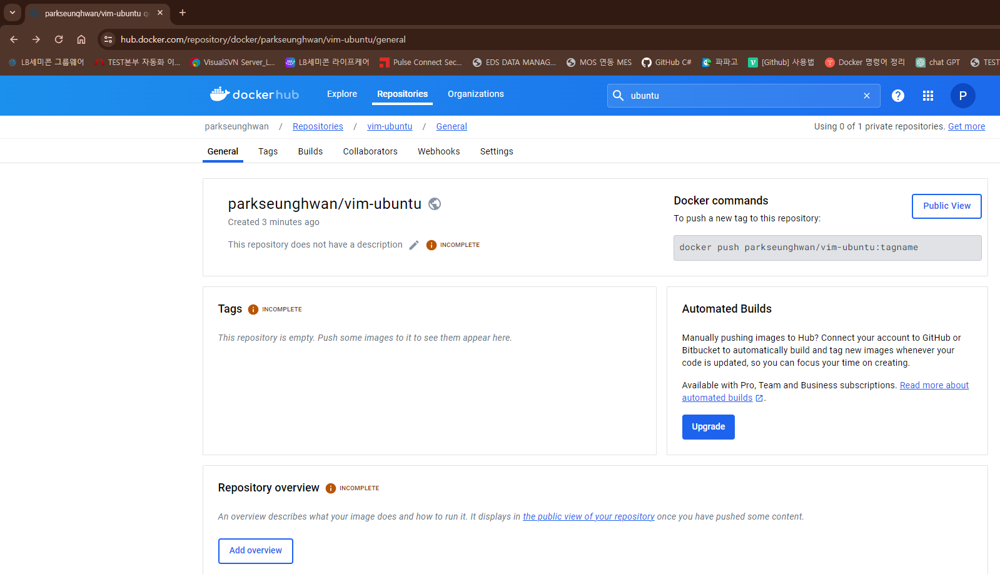 parkseunghwan/vim-ubuntu
hub.docker.com/repository/docker/parkseunghwan/vim-ubuntu/general
LB세미콘 그룹웨어 TEST본부 자동화 이... VisualSVN Server_L... LB세미콘 라이프케어 Pulse Connect Sec... EDS DATA MANAG... MOS 연동 MES GitHub C# 파파고 [Github] 사용법 Docker 명령어 정리 chat GPT TEST
docker hub Explore Repositories Organizations ubuntu P
parkseunghwan / Repositories / vim-ubuntu / General Using 0 of 1 private repositories. Get more
General Tags Builds Collaborators Webhooks Settings
parkseunghwan/vim-ubuntu
Created 3 minutes ago
This repository does not have a description INCOMPLETE
Docker commands
Public View
To push a new tag to this repository:
docker push parkseunghwan/vim-ubuntu:tagname
Tags INCOMPLETE
This repository is empty. Push some images to it to see them appear here.
Automated Builds
Manually pushing images to Hub? Connect your account to GitHub or
Bitbucket to automatically build and tag new images whenever your
code is updated, so you can focus your time on creating.
Available with Pro, Team and Business subscriptions. Read more about
automated builds .
Upgrade
Repository overview INCOMPLETE
An overview describes what your image does and how to run it. It displays in the public view of your repository once you have pushed some content.
Add overview